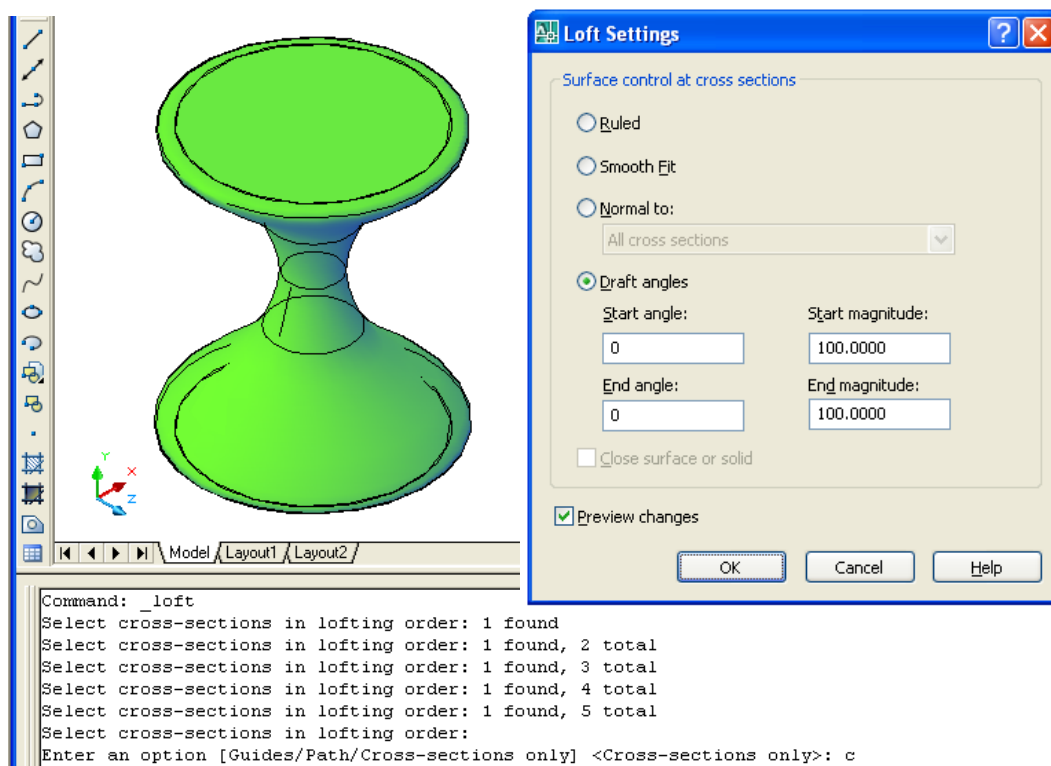 Loft Settings
Surface control at cross sections
Ruled
Smooth Fit
Normal to:
All cross sections
Draft angles
Start angle:
Start magnitude:
0
100.0000
End angle:
End magnitude:
0
100.0000
Close surface or solid
Preview changes
OK
Cancel
Help
Y
X
Z
Model
Layout1
Layout2
Command: _loft
Select cross-sections in lofting order: 1 found
Select cross-sections in lofting order: 1 found, 2 total
Select cross-sections in lofting order: 1 found, 3 total
Select cross-sections in lofting order: 1 found, 4 total
Select cross-sections in lofting order: 1 found, 5 total
Select cross-sections in lofting order:
Enter an option [Guides/Path/Cross-sections only] <Cross-sections only>: c